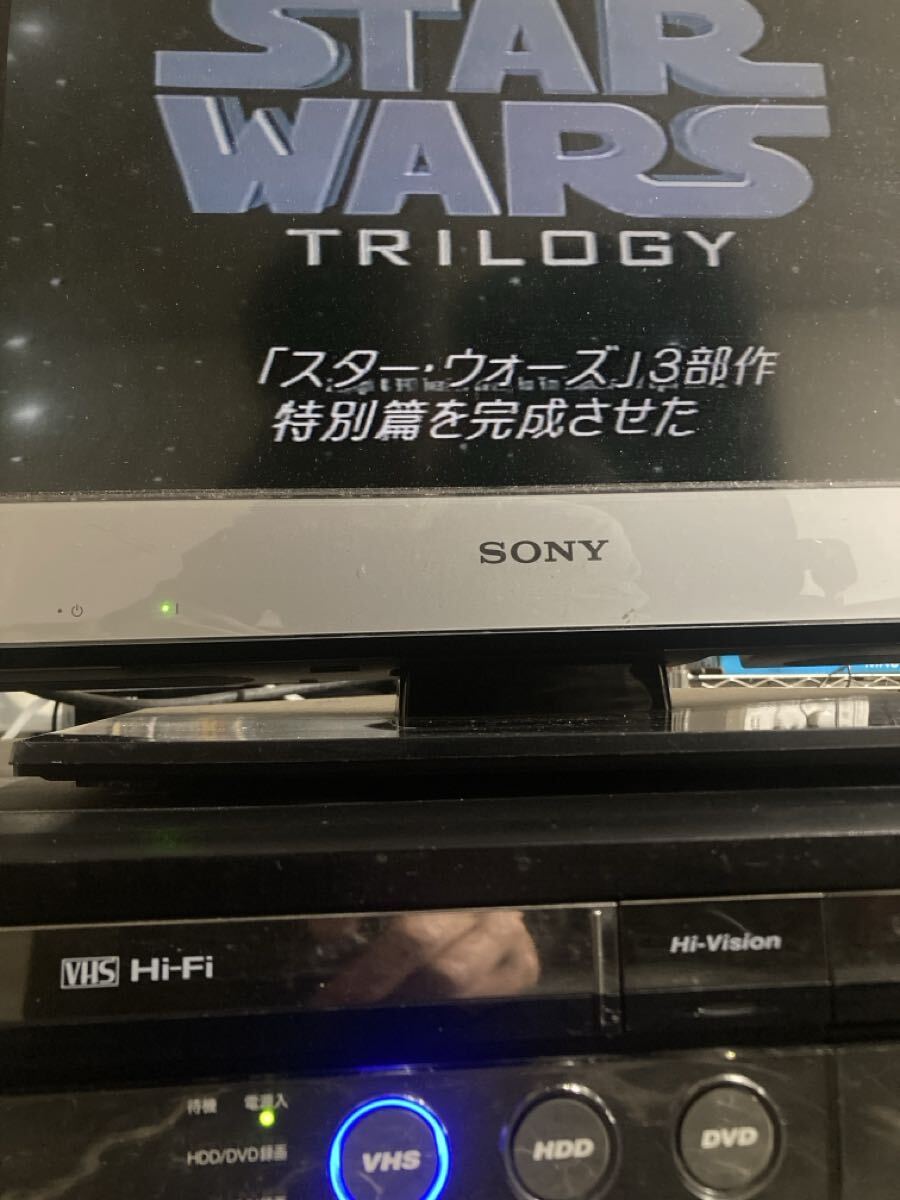 STAR
WARS
TRILOGY
「スター・ウォーズ」3部作
特別篇を完成させた
SONY
VHS Hi-Fi
Hi-Vision
待機 電源入
HDD/DVD録画
VHS
HDD
DVD